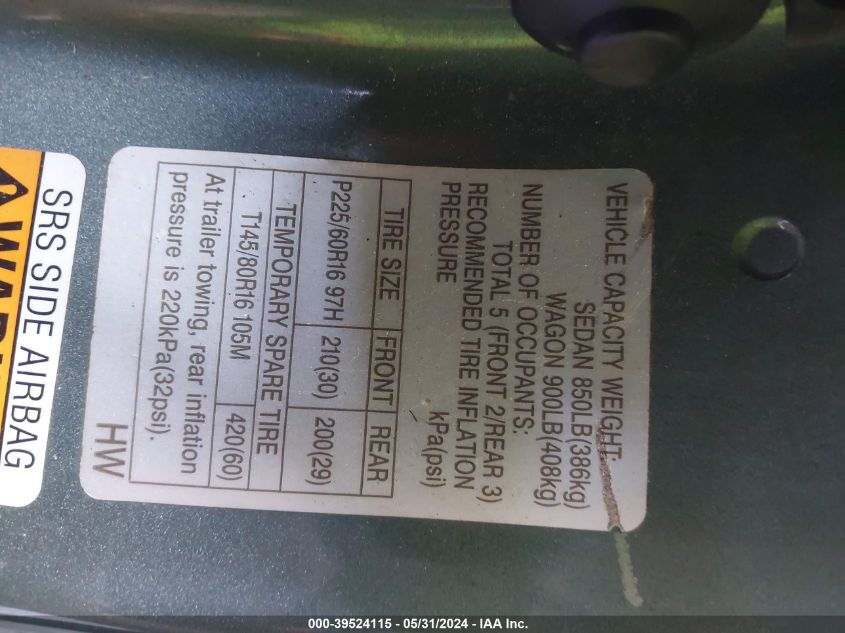 VEHICLE CAPACITY WEIGHT:
SEDAN 850LB(386kg)
WAGON 900LB(408kg)
NUMBER OF OCCUPANTS:
TOTAL 5 (FRONT 2/REAR 3)
RECOMMENDED TIRE INFLATION
PRESSURE kPa(psi)
TIRE SIZE FRONT REAR
P225/60R16 97H 210(30) 200(29)
TEMPORARY SPARE TIRE
T145/80R16 105M 420(60)
At trailer towing, rear inflation
pressure is 220kPa(32psi).
HW
SRS SIDE AIRBAG
000-39524115 - 05/31/2024 - IAA Inc.